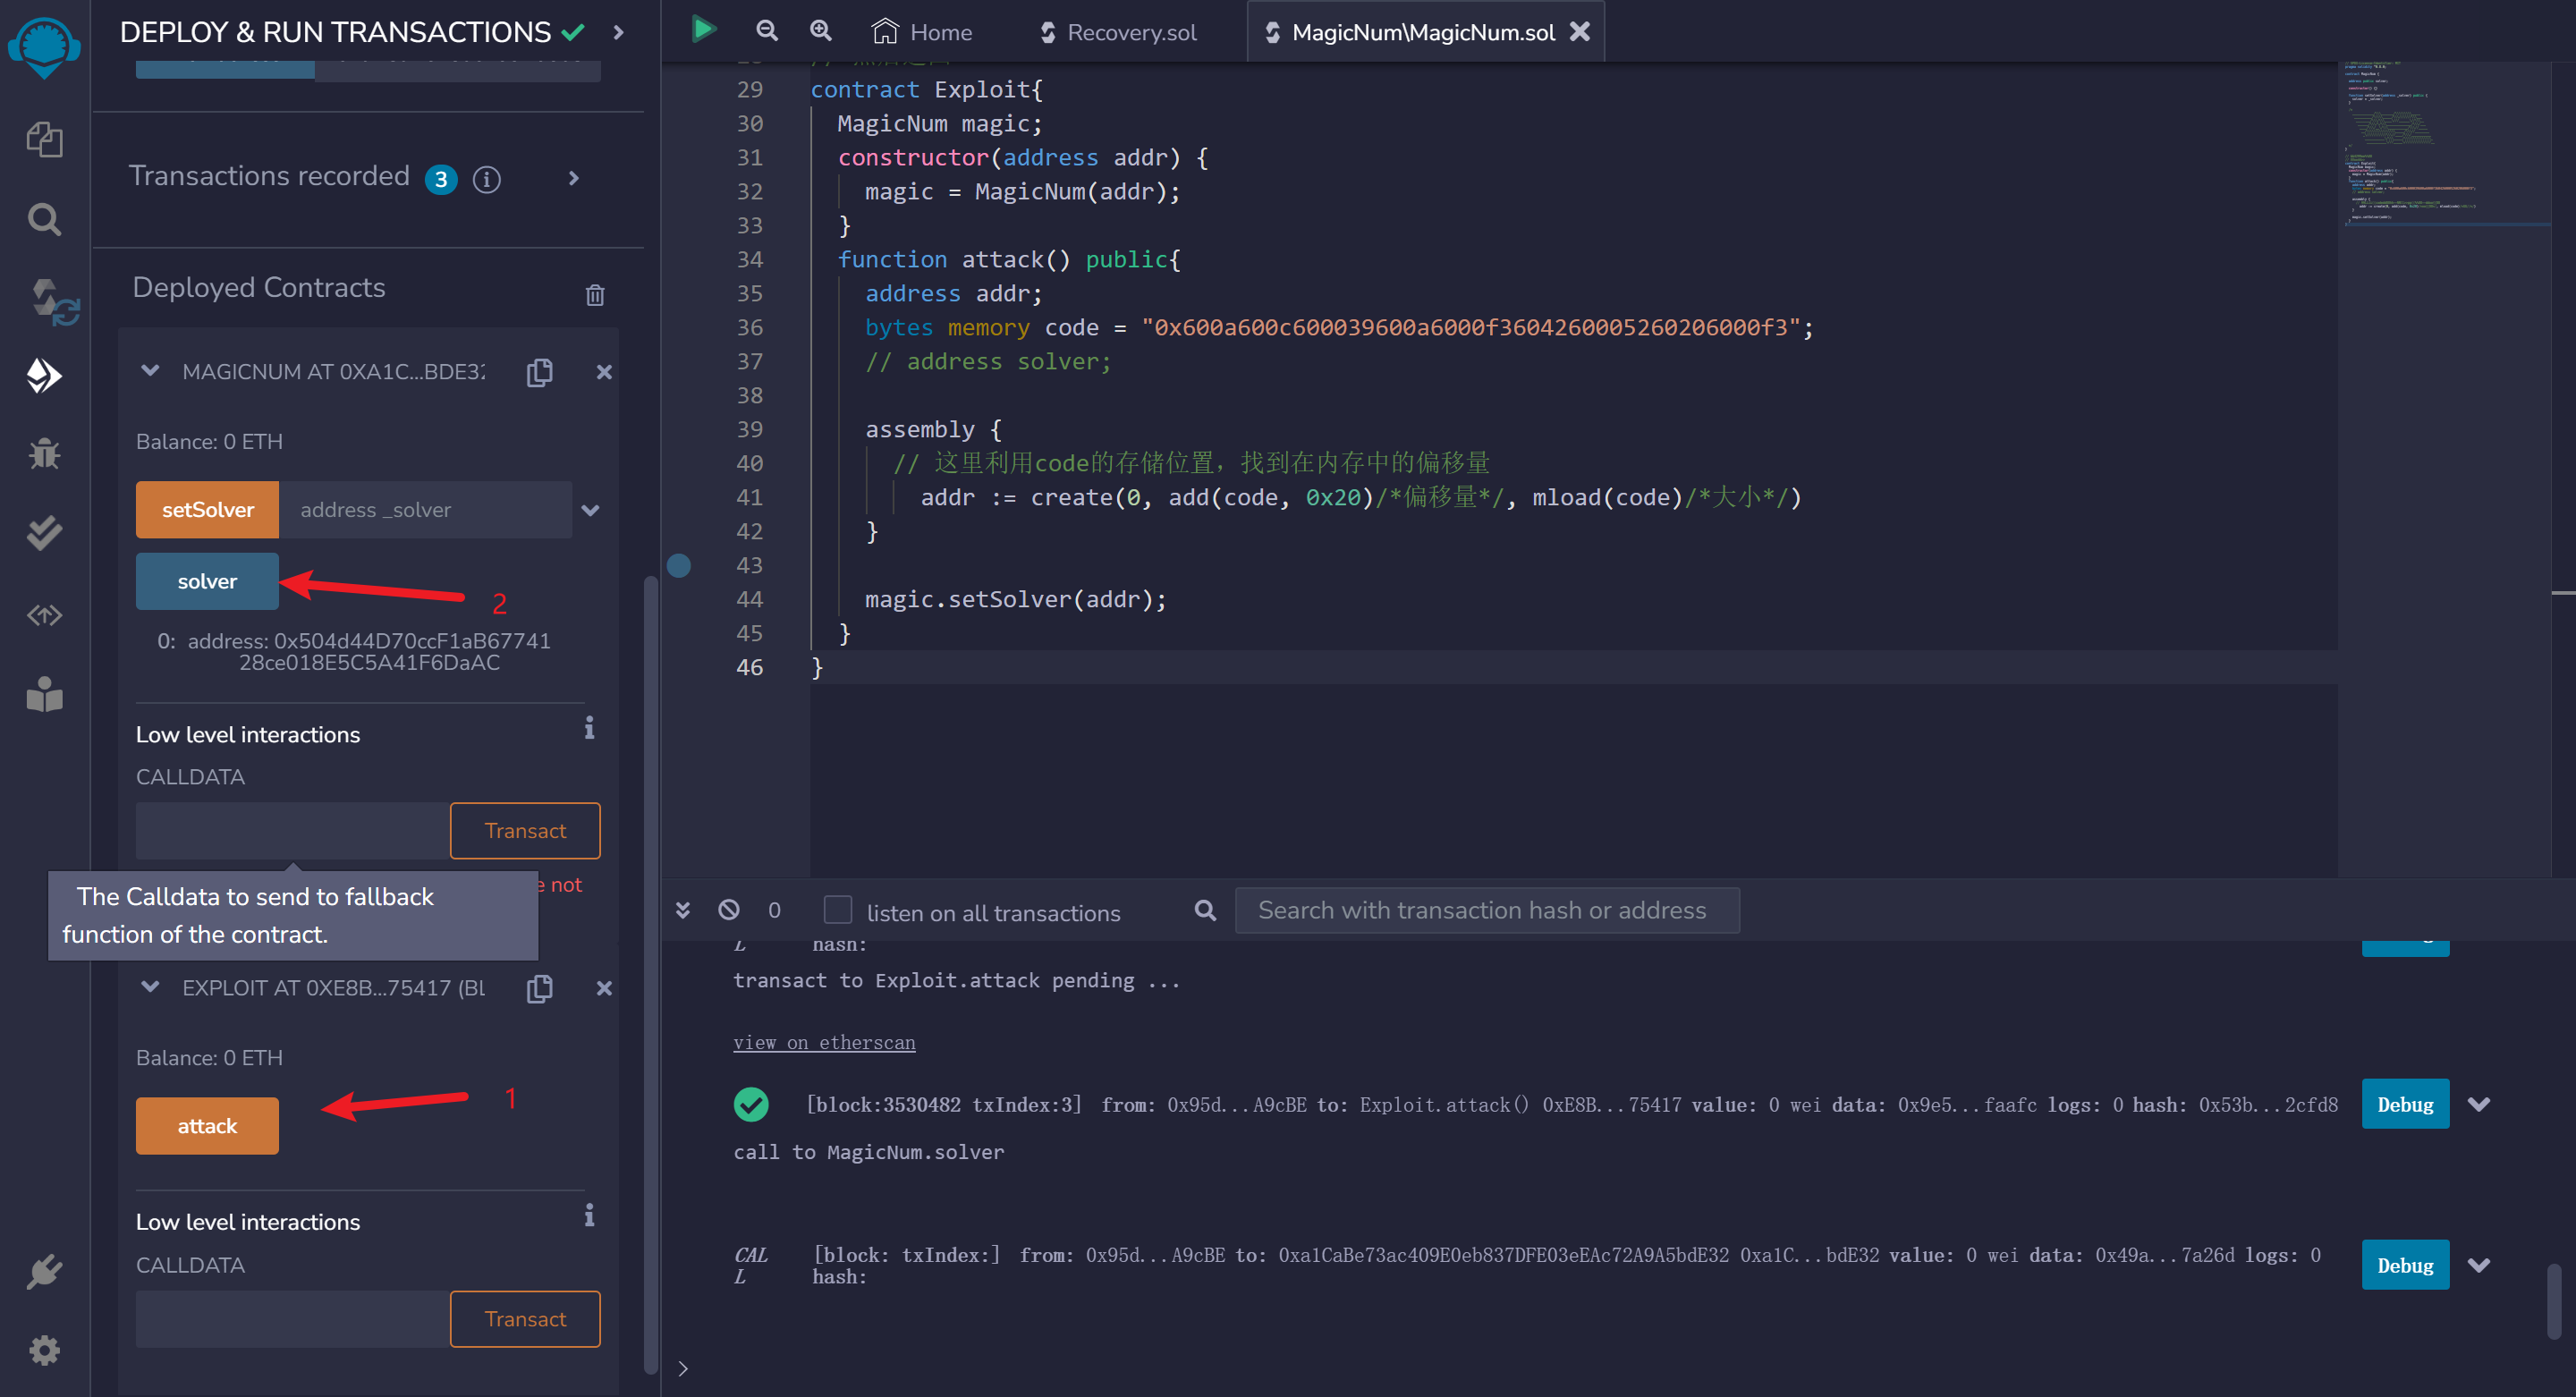 DEPLOY & RUN TRANSACTIONS
Transactions recorded 3
Deployed Contracts
MAGICNUM AT 0XA1C...BDE32
Balance: 0 ETH
setSolver address _solver
solver
2
0: address: 0x504d44D70ccF1aB67741
28ce018E5C5A41F6DaAC
Low level interactions
CALLDATA
Transact
e not
The Calldata to send to fallback
function of the contract.
EXPLOIT AT 0XE8B...75417 (BL
Balance: 0 ETH
1
attack
Low level interactions
CALLDATA
Transact
Home
Recovery.sol
MagicNum\MagicNum.sol
29 contract Exploit{
30 MagicNum magic;
31 constructor(address addr) {
32 magic = MagicNum(addr);
33 }
34 function attack() public{
35 address addr;
36 bytes memory code = "0x600a600c600039600a6000f3604260005260206000f3";
37 // address solver;
38
39 assembly {
40 // 这里利用code的存储位置，找到在内存中的偏移量
41 addr := create(0, add(code, 0x20)/*偏移量*/, mload(code)/*大小*/)
42 }
43
44 magic.setSolver(addr);
45 }
46 }
0 listen on all transactions Search with transaction hash or address
L hash:
transact to Exploit.attack pending ...
view on etherscan
[block:3530482 txIndex:3] from: 0x95d...A9cBE to: Exploit.attack() 0xE8B...75417 value: 0 wei data: 0x9e5...faafc logs: 0 hash: 0x53b...2cfd8 Debug
call to MagicNum.solver
CAL [block: txIndex:] from: 0x95d...A9cBE to: 0xa1CaBe73ac409E0eb837DFE03eEAc72A9A5bdE32 0xa1C...bdE32 value: 0 wei data: 0x49a...7a26d logs: 0 Debug
L hash:
>